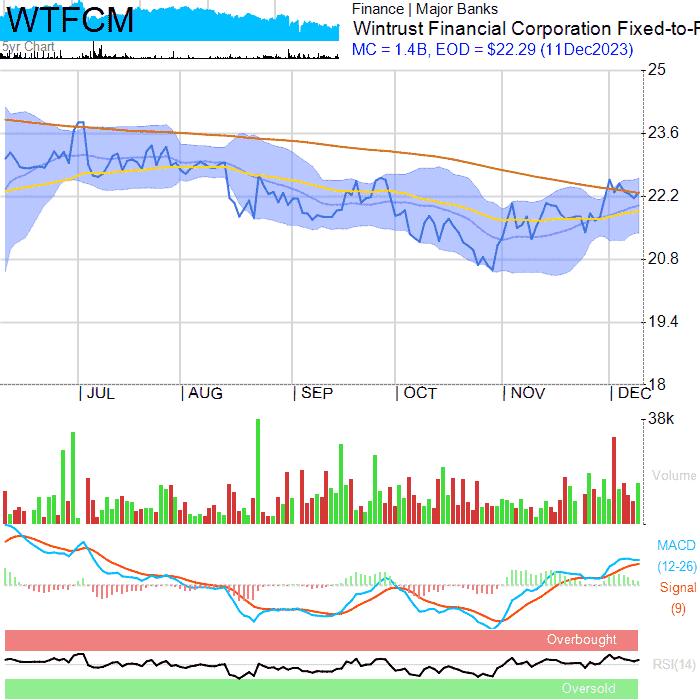 WTFCM
5yr Chart
Finance | Major Banks
Wintrust Financial Corporation Fixed-to-F
MC = 1.4B, EOD = $22.29 (11Dec2023)
25
23.6
22.2
20.8
19.4
18
JUL
AUG
SEP
OCT
NOV
DEC
38k
Volume
MACD
(12-26)
Signal
(9)
Overbought
RSI(14)
Oversold